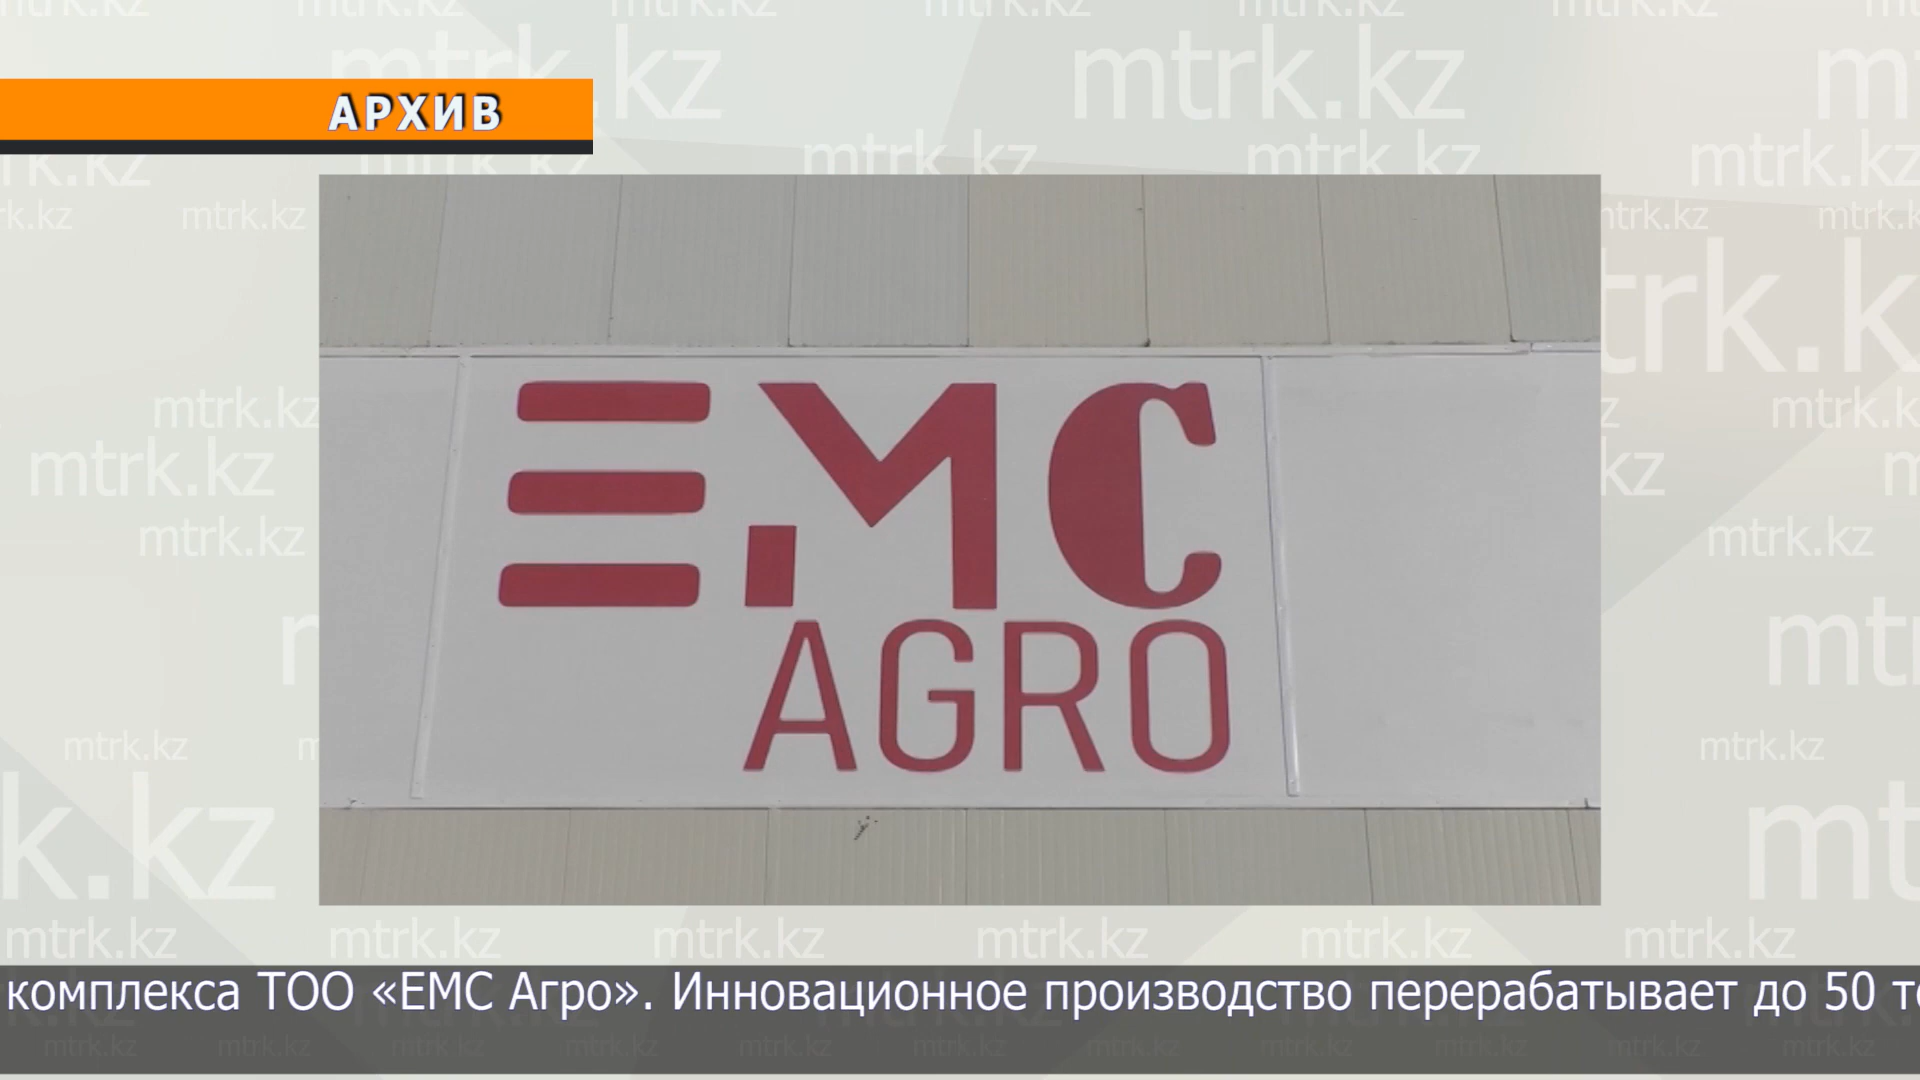 АРХИВ
EMC
AGRO
комплекса ТОО «ЕМС Агро». Инновационное производство перерабатывает до 50
mtrk.kz